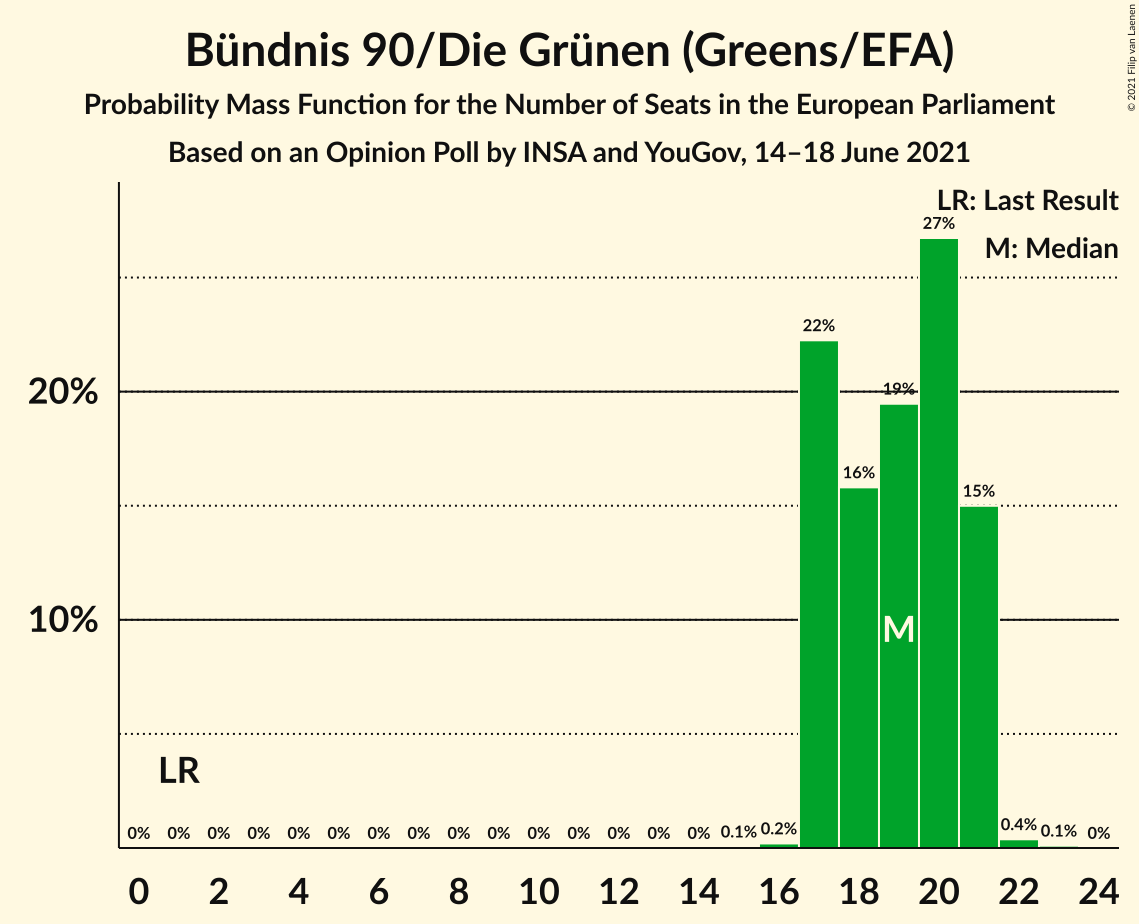 Bündnis 90/Die Grünen (Greens/EFA)
Probability Mass Function for the Number of Seats in the European Parliament
Based on an Opinion Poll by INSA and YouGov, 14–18 June 2021
© 2021 Filip van Laenen
LR: Last Result
M: Median
27%
22%
20%
19%
16%
15%
10%
M
LR
0% 0% 0% 0% 0% 0% 0% 0% 0% 0% 0% 0% 0% 0% 0% 0.1% 0.2% 0.4% 0.1% 0%
0 2 4 6 8 10 12 14 16 18 20 22 24